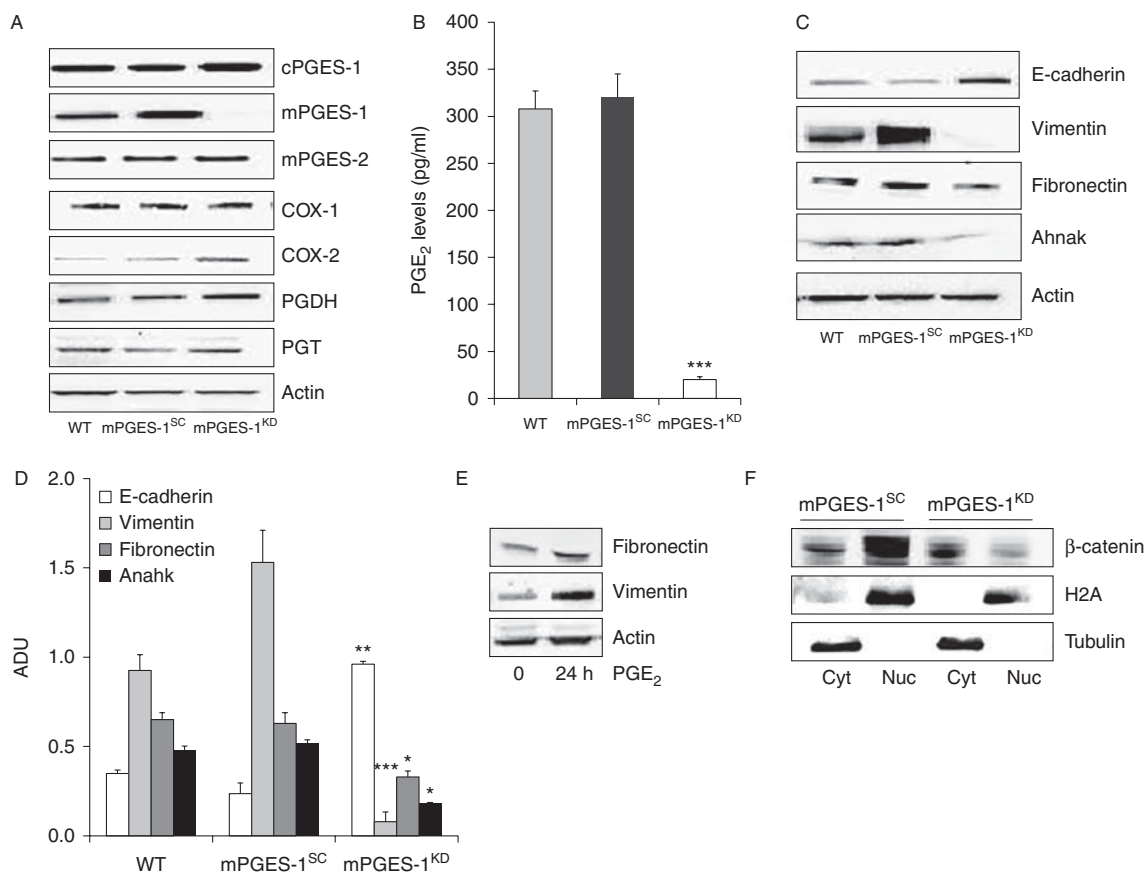 A
cPGES-1
mPGES-1
mPGES-2
COX-1
COX-2
PGDH
PGT
Actin
WT mPGES-1SC mPGES-1KD
B
400
350
300
250
200
150
100
50
0
PGE2 levels (pg/ml)
***
WT mPGES-1SC mPGES-1KD
C
E-cadherin
Vimentin
Fibronectin
Ahnak
Actin
WT mPGES-1SC mPGES-1KD
D
2.0
1.5
1.0
0.5
0.0
ADU
E-cadherin
Vimentin
Fibronectin
Anahk
**
***
*
*
WT mPGES-1SC mPGES-1KD
E
Fibronectin
Vimentin
Actin
0 24 h PGE2
F
mPGES-1SC mPGES-1KD
β-catenin
H2A
Tubulin
Cyt Nuc Cyt Nuc